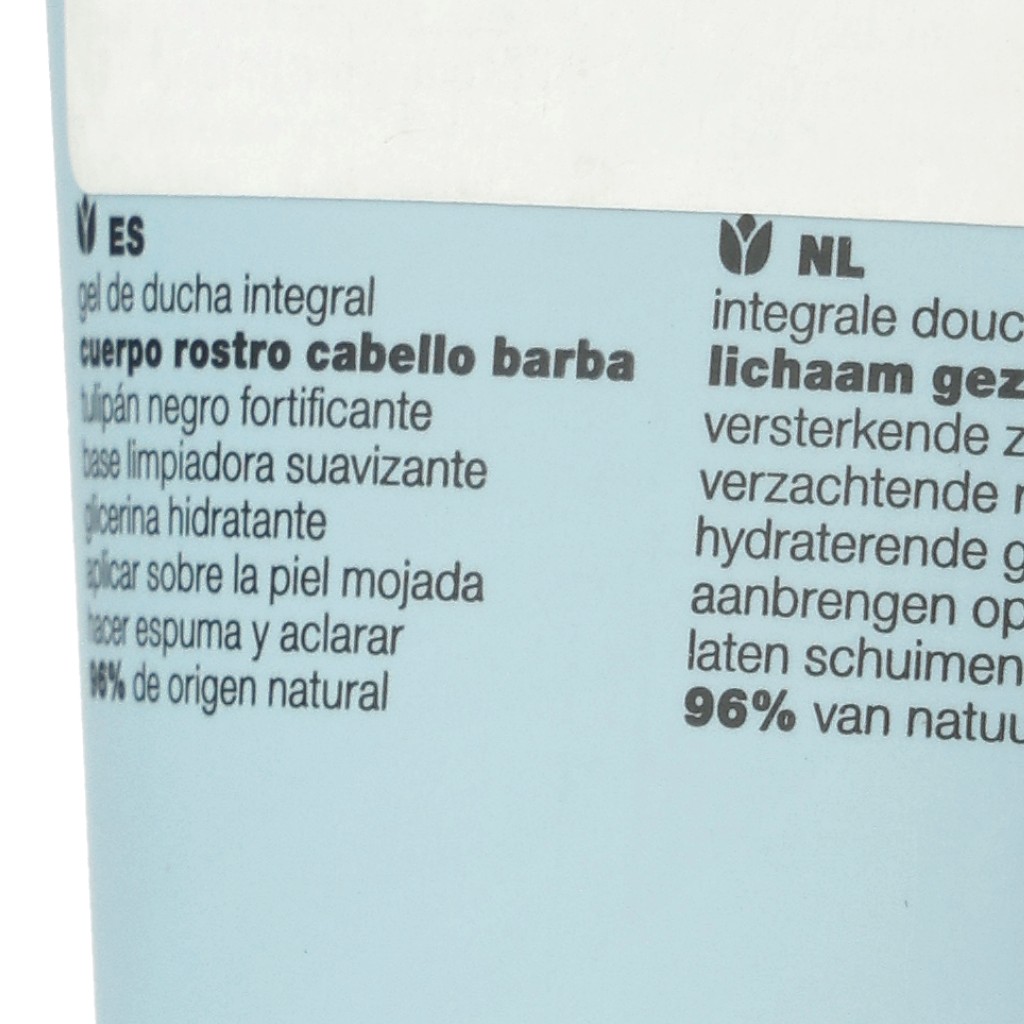 ES
gel de ducha integral
cuerpo rostro cabello barba
tulipán negro fortificante
base limpiadora suavizante
glicerina hidratante
aplicar sobre la piel mojada
hacer espuma y aclarar
96% de origen natural
NL
integrale douc
lichaam gez
versterkende z
verzachtende
hydraterende g
aanbrengen op
laten schuimen
96% van natuu